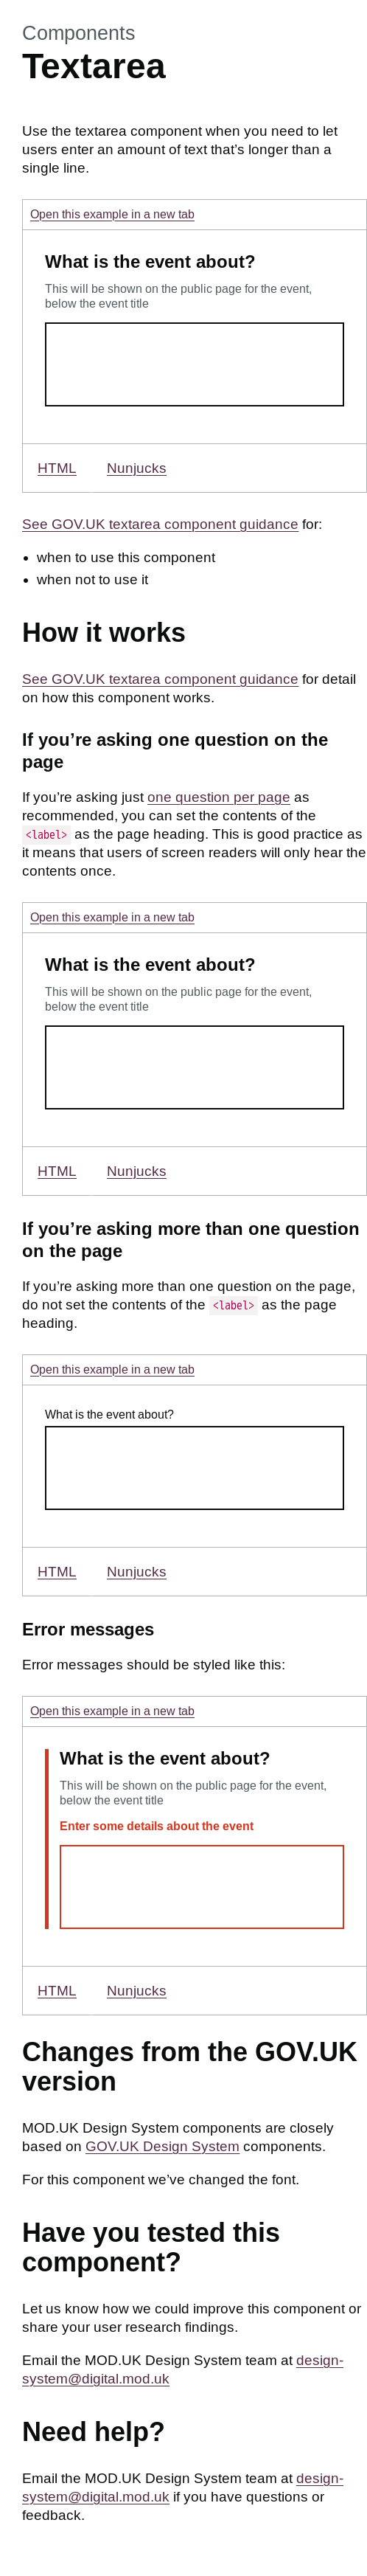 Components
Textarea
Use the textarea component when you need to let
users enter an amount of text that’s longer than a
single line.
Open this example in a new tab
What is the event about?
This will be shown on the public page for the event,
below the event title
HTML Nunjucks
See GOV.UK textarea component guidance for:
• when to use this component
• when not to use it
How it works
See GOV.UK textarea component guidance for detail
on how this component works.
If you’re asking one question on the
page
If you’re asking just one question per page as
recommended, you can set the contents of the
<label> as the page heading. This is good practice as
it means that users of screen readers will only hear the
contents once.
Open this example in a new tab
What is the event about?
This will be shown on the public page for the event,
below the event title
HTML Nunjucks
If you’re asking more than one question
on the page
If you’re asking more than one question on the page,
do not set the contents of the <label> as the page
heading.
Open this example in a new tab
What is the event about?
HTML Nunjucks
Error messages
Error messages should be styled like this:
Open this example in a new tab
What is the event about?
This will be shown on the public page for the event,
below the event title
Enter some details about the event
HTML Nunjucks
Changes from the GOV.UK
version
MOD.UK Design System components are closely
based on GOV.UK Design System components.
For this component we’ve changed the font.
Have you tested this
component?
Let us know how we could improve this component or
share your user research findings.
Email the MOD.UK Design System team at design-
system@digital.mod.uk
Need help?
Email the MOD.UK Design System team at design-
system@digital.mod.uk if you have questions or
feedback.